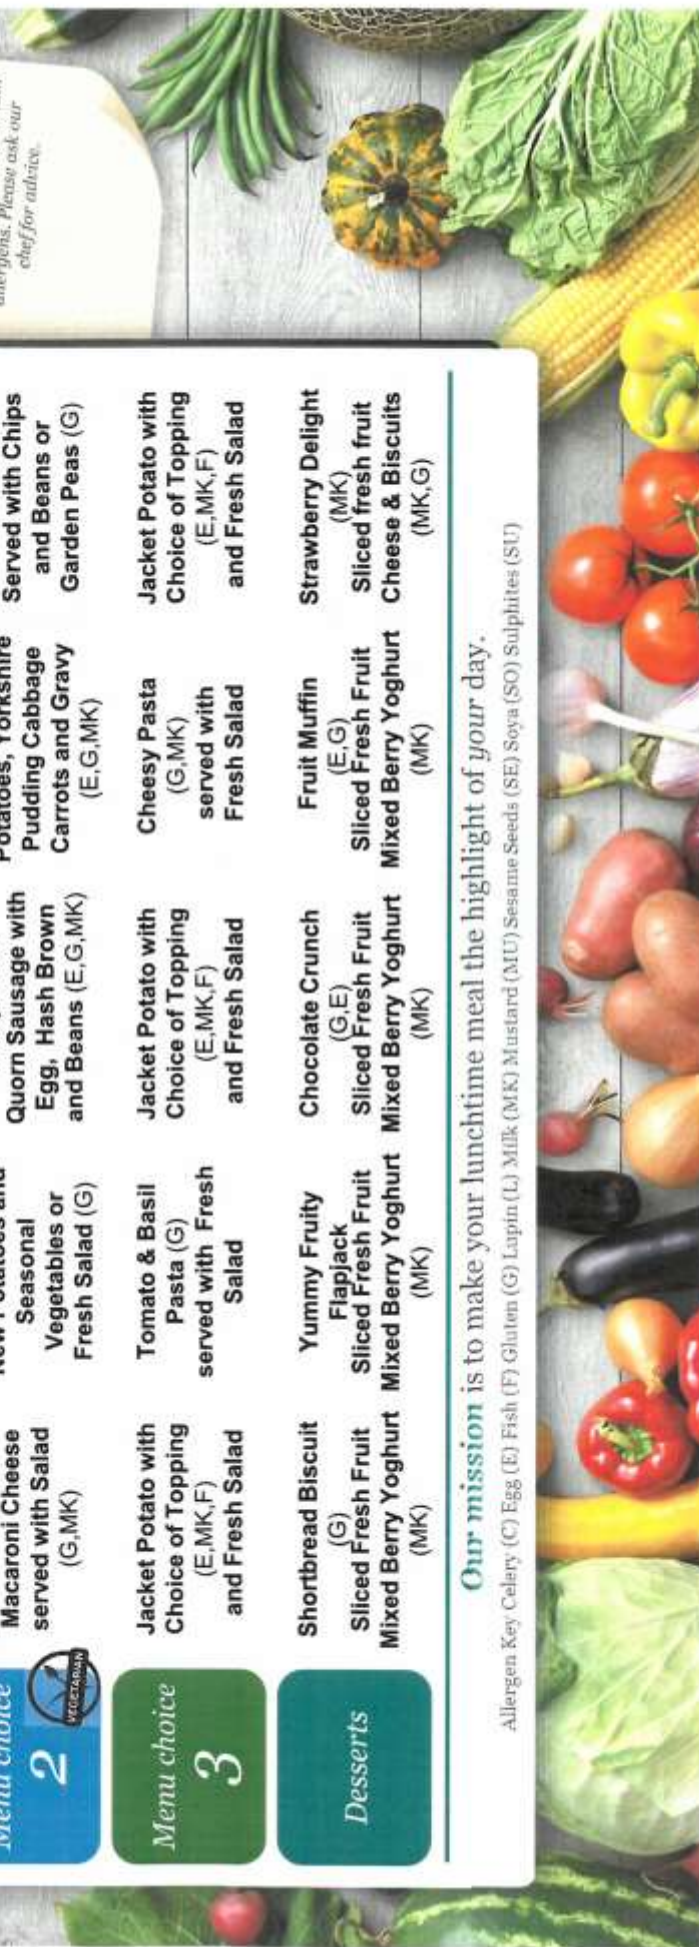 allergens. Please ask our
chef for advice.
Menu choice
2
VEGETARIAN
Macaroni Cheese
served with Salad
(G,MK)
Seasonal
Vegetables or
Fresh Salad (G)
Quorn Sausage with
Egg, Hash Brown
and Beans (E,G,MK)
Potatoes, Yorkshire
Pudding Cabbage
Carrots and Gravy
(E,G,MK)
Served with Chips
and Beans or
Garden Peas (G)
Menu choice
3
Jacket Potato with
Choice of Topping
(E,MK,F)
and Fresh Salad
Tomato & Basil
Pasta (G)
served with Fresh
Salad
Jacket Potato with
Choice of Topping
(E,MK,F)
and Fresh Salad
Cheesy Pasta
(G,MK)
served with
Fresh Salad
Jacket Potato with
Choice of Topping
(E,MK,F)
and Fresh Salad
Desserts
Shortbread Biscuit
(G)
Sliced Fresh Fruit
Mixed Berry Yoghurt
(MK)
Yummy Fruity
Flapjack
Sliced Fresh Fruit
Mixed Berry Yoghurt
(MK)
Chocolate Crunch
(G,E)
Sliced Fresh Fruit
Mixed Berry Yoghurt
(MK)
Fruit Muffin
(E,G)
Sliced Fresh Fruit
Mixed Berry Yoghurt
(MK)
Strawberry Delight
(MK)
Sliced fresh fruit
Cheese & Biscuits
(MK,G)
Our mission is to make your lunchtime meal the highlight of your day.
Allergen Key Celery (C) Egg (E) Fish (F) Gluten (G) Lupin (L) Milk (MK) Mustard (MU) Sesame Seeds (SE) Soya (SO) Sulphites (SU)